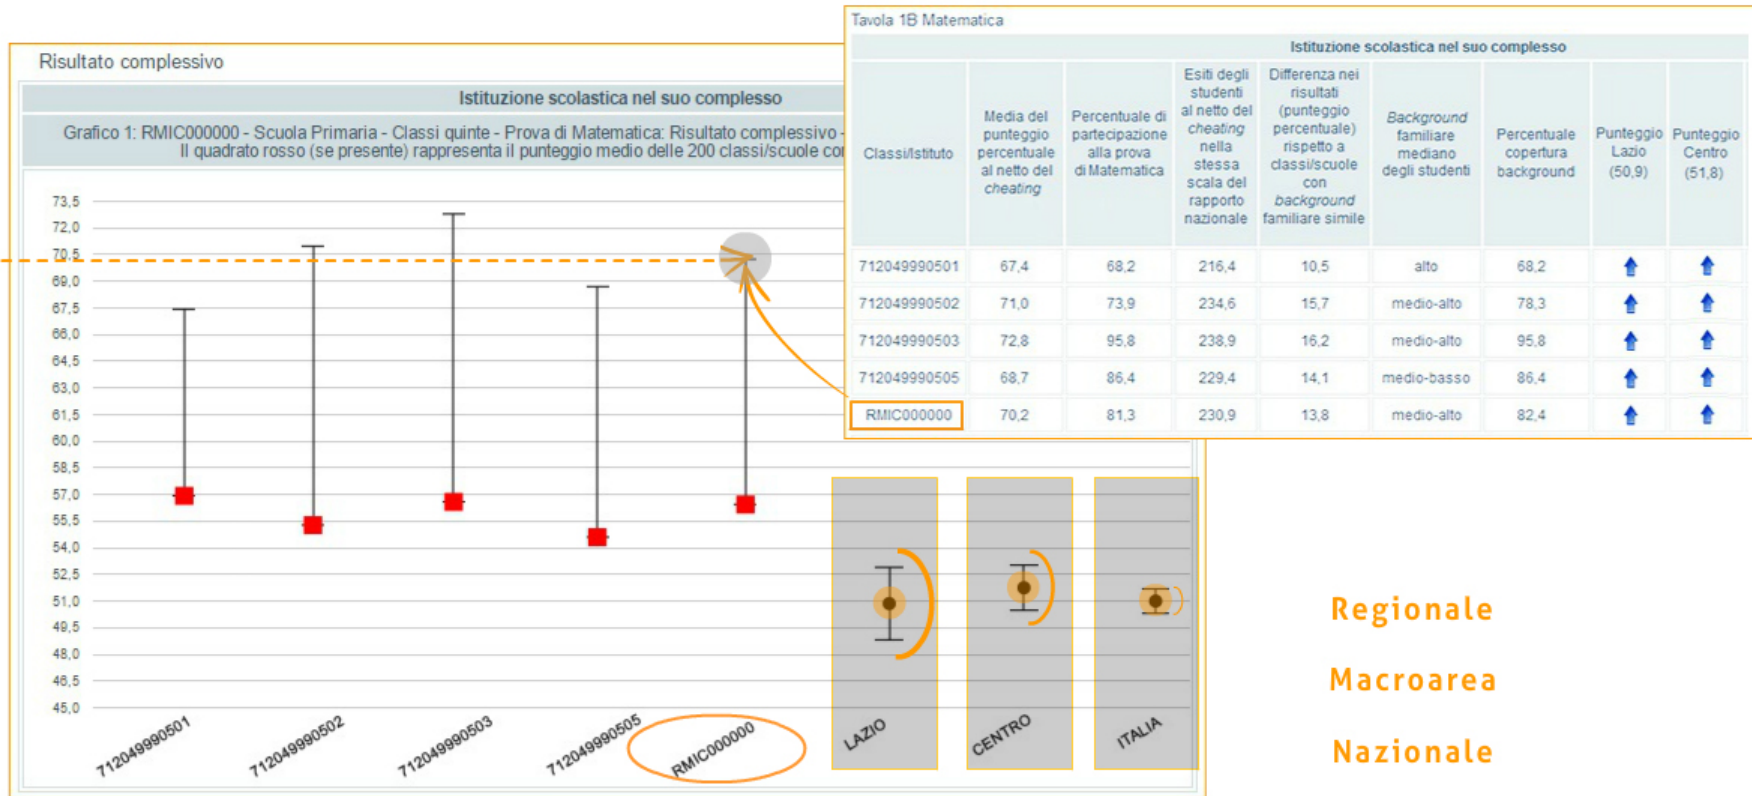 Risultato complessivo
Istituzione scolastica nel suo complesso
Grafico 1: RMIC000000 - Scuola Primaria - Classi quinte - Prova di Matematica: Risultato complessivo -
Il quadrato rosso (se presente) rappresenta il punteggio medio delle 200 classi/scuole
73,5
72,0
70,5
69,0
67,5
66,0
64,5
63,0
61,5
60,0
58,5
57,0
55,5
54,0
52,5
51,0
49,5
48,0
46,5
45,0
712049990501 712049990502 712049990503 712049990505 RMIC000000 LAZIO CENTRO ITALIA
Tavola 1B Matematica
Istituzione scolastica nel suo complesso
Classi/Istituto
Media del
punteggio
percentuale
al netto del
cheating
Percentuale di
partecipazione
alla prova
di Matematica
Esiti degli
studenti
al netto del
cheating
nella
stessa
scala del
rapporto
nazionale
Differenza nei
risultati
(punteggio
percentuale)
rispetto a
classi/scuole
con
background
familiare simile
Background
familiare
mediano
degli studenti
Percentuale
copertura
background
Punteggio
Lazio
(50,9)
Punteggio
Centro
(51,8)
712049990501 67,4 68,2 216,4 10,5 alto 68,2
712049990502 71,0 73,9 234,6 15,7 medio-alto 78,3
712049990503 72,8 95,8 238,9 16,2 medio-alto 95,8
712049990505 68,7 86,4 229,4 14,1 medio-basso 86,4
RMIC000000 70,2 81,3 230,9 13,8 medio-alto 82,4
Regionale
Macroarea
Nazionale